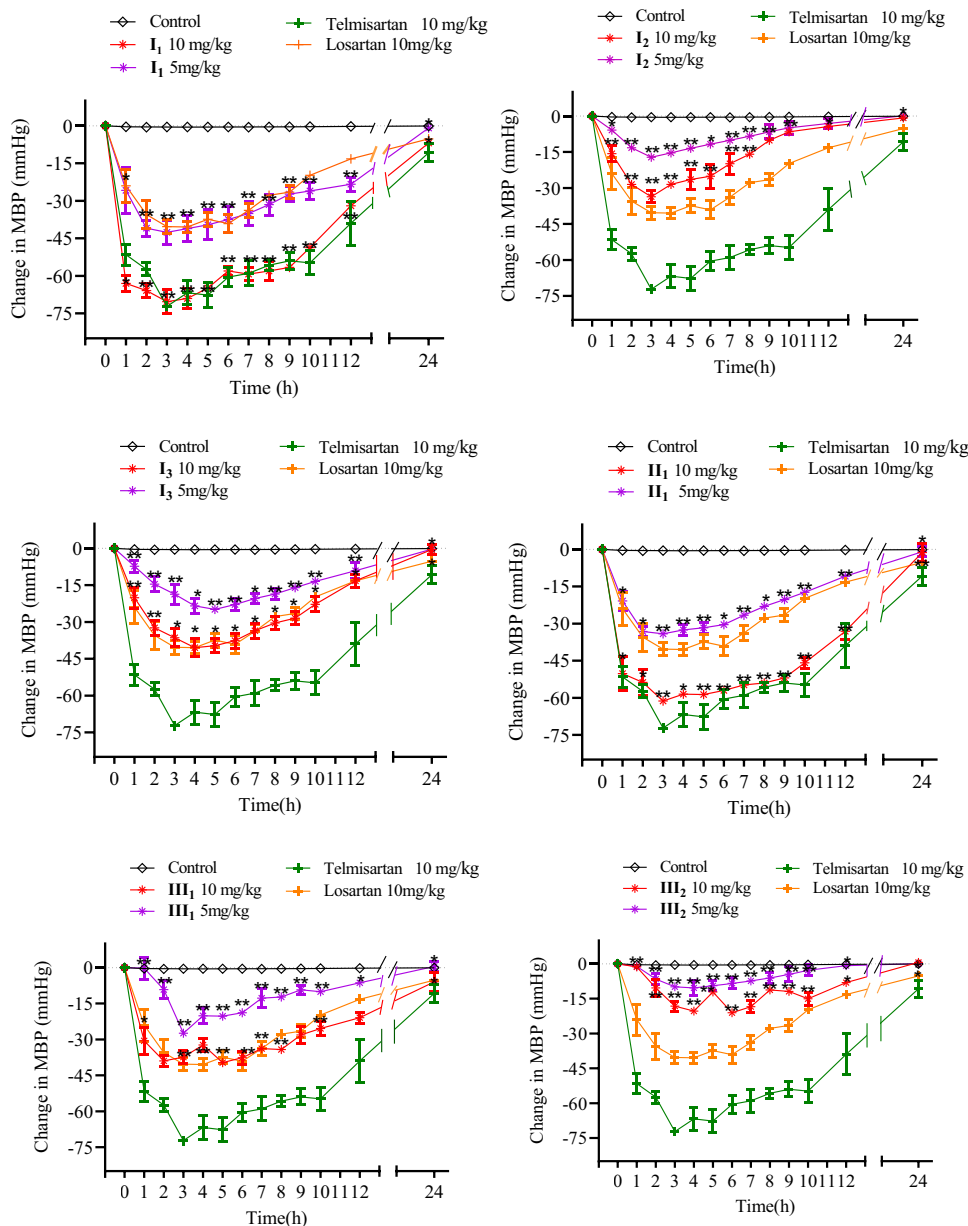 Control
I1 10 mg/kg
I1 5mg/kg
Telmisartan 10 mg/kg
Losartan 10mg/kg
Change in MBP (mmHg)
0
-15
-30
-45
-60
-75
0 1 2 3 4 5 6 7 8 9 10 11 12 24
Time (h)
Control
I2 10 mg/kg
I2 5mg/kg
Telmisartan 10 mg/kg
Losartan 10mg/kg
Change in MBP (mmHg)
0
-15
-30
-45
-60
-75
0 1 2 3 4 5 6 7 8 9 10 11 12 24
Time(h)
Control
I3 10 mg/kg
I3 5mg/kg
Telmisartan 10 mg/kg
Losartan 10mg/kg
Change in MBP (mmHg)
0
-15
-30
-45
-60
-75
0 1 2 3 4 5 6 7 8 9 10 11 12 24
Time(h)
Control
II1 10 mg/kg
II1 5mg/kg
Telmisartan 10 mg/kg
Losartan 10mg/kg
Change in MBP (mmHg)
0
-15
-30
-45
-60
-75
0 1 2 3 4 5 6 7 8 9 10 11 12 24
Time(h)
Control
III1 10 mg/kg
III1 5mg/kg
Telmisartan 10 mg/kg
Losartan 10mg/kg
Change in MBP (mmHg)
0
-15
-30
-45
-60
-75
0 1 2 3 4 5 6 7 8 9 10 11 12 24
Time(h)
Control
III2 10 mg/kg
III2 5mg/kg
Telmisartan 10 mg/kg
Losartan 10mg/kg
Change in MBP (mmHg)
0
-15
-30
-45
-60
-75
0 1 2 3 4 5 6 7 8 9 10 11 12 24
Time(h)